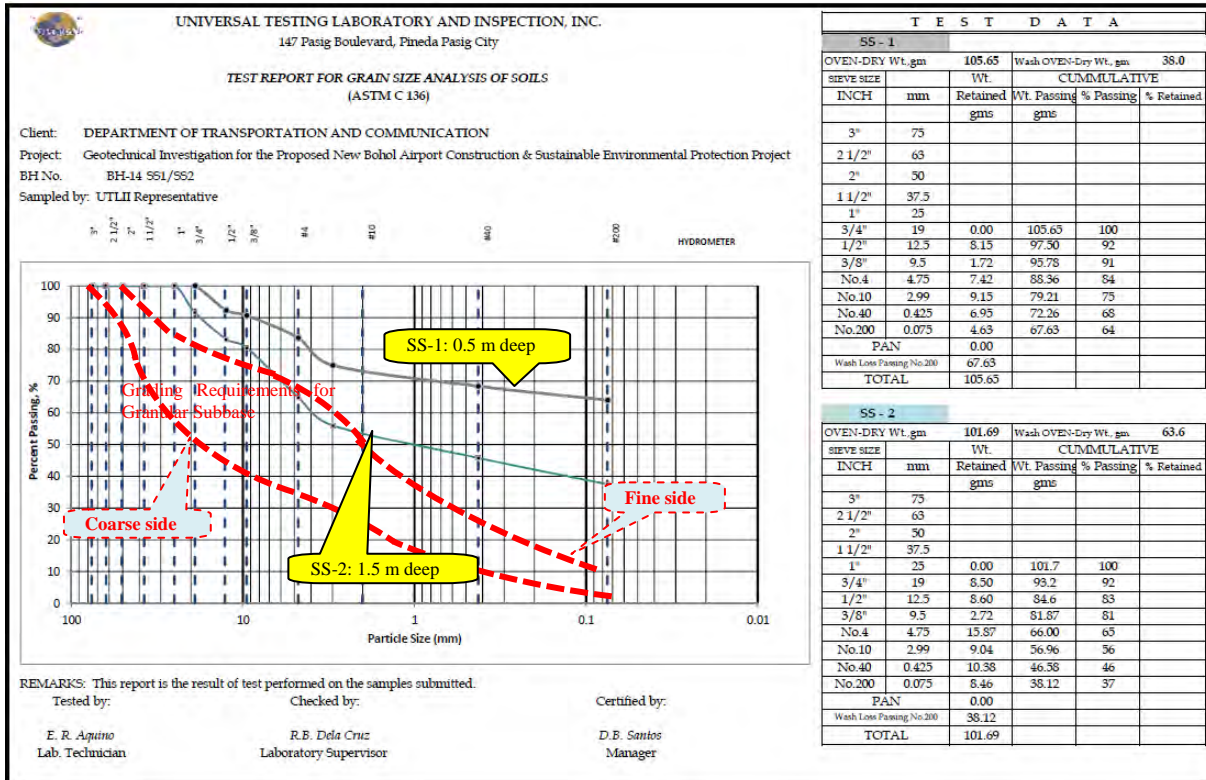 UNIVERSAL TESTING LABORATORY AND INSPECTION, INC.
147 Pasig Boulevard, Pineda Pasig City
TEST REPORT FOR GRAIN SIZE ANALYSIS OF SOILS
(ASTM C 136)
Client: DEPARTMENT OF TRANSPORTATION AND COMMUNICATION
Project: Geotechnical Investigation for the Proposed New Bohol Airport Construction & Sustainable Environmental Protection Project
BH No. BH-14 SS1/SS2
Sampled by: UTLII Representative
3" 2 1/2" 2" 1 1/2" 1" 3/4" 1/2" 3/8" #4 #10 #40 #200 HYDROMETER
Percent Passing, %
100
90
80
70
60
50
40
30
20
10
0
SS-1: 0.5 m deep
Grading Requirements for
Granular Subbase
Coarse side
Fine side
SS-2: 1.5 m deep
100 10 1 0.1 0.01
Particle Size (mm)
REMARKS: This report is the result of test performed on the samples submitted.
Tested by: Checked by: Certified by:
E. R. Aquino R.B. Dela Cruz D.B. Santos
Lab. Technician Laboratory Supervisor Manager
T E S T D A T A
SS - 1
OVEN-DRY Wt.,gm 105.65 Wash OVEN-Dry Wt., gm 38.0
SIEVE SIZE Wt. CUMMULATIVE
INCH mm Retained Wt. Passing % Passing % Retained
gms gms
3" 75
2 1/2" 63
2" 50
1 1/2" 37.5
1" 25
3/4" 19 0.00 105.65 100
1/2" 12.5 8.15 97.50 92
3/8" 9.5 1.72 95.78 91
No.4 4.75 7.42 88.36 84
No.10 2.99 9.15 79.21 75
No.40 0.425 6.95 72.26 68
No.200 0.075 4.63 67.63 64
PAN 0.00
Wash Loss Passing No.200 67.63
TOTAL 105.65
SS - 2
OVEN-DRY Wt.,gm 101.69 Wash OVEN-Dry Wt., gm 63.6
SIEVE SIZE Wt. CUMMULATIVE
INCH mm Retained Wt. Passing % Passing % Retained
gms gms
3" 75
2 1/2" 63
2" 50
1 1/2" 37.5
1" 25 0.00 101.7 100
3/4" 19 8.50 93.2 92
1/2" 12.5 8.60 84.6 83
3/8" 9.5 2.72 81.87 81
No.4 4.75 15.87 66.00 65
No.10 2.99 9.04 56.96 56
No.40 0.425 10.38 46.58 46
No.200 0.075 8.46 38.12 37
PAN 0.00
Wash Loss Passing No.200 38.12
TOTAL 101.69